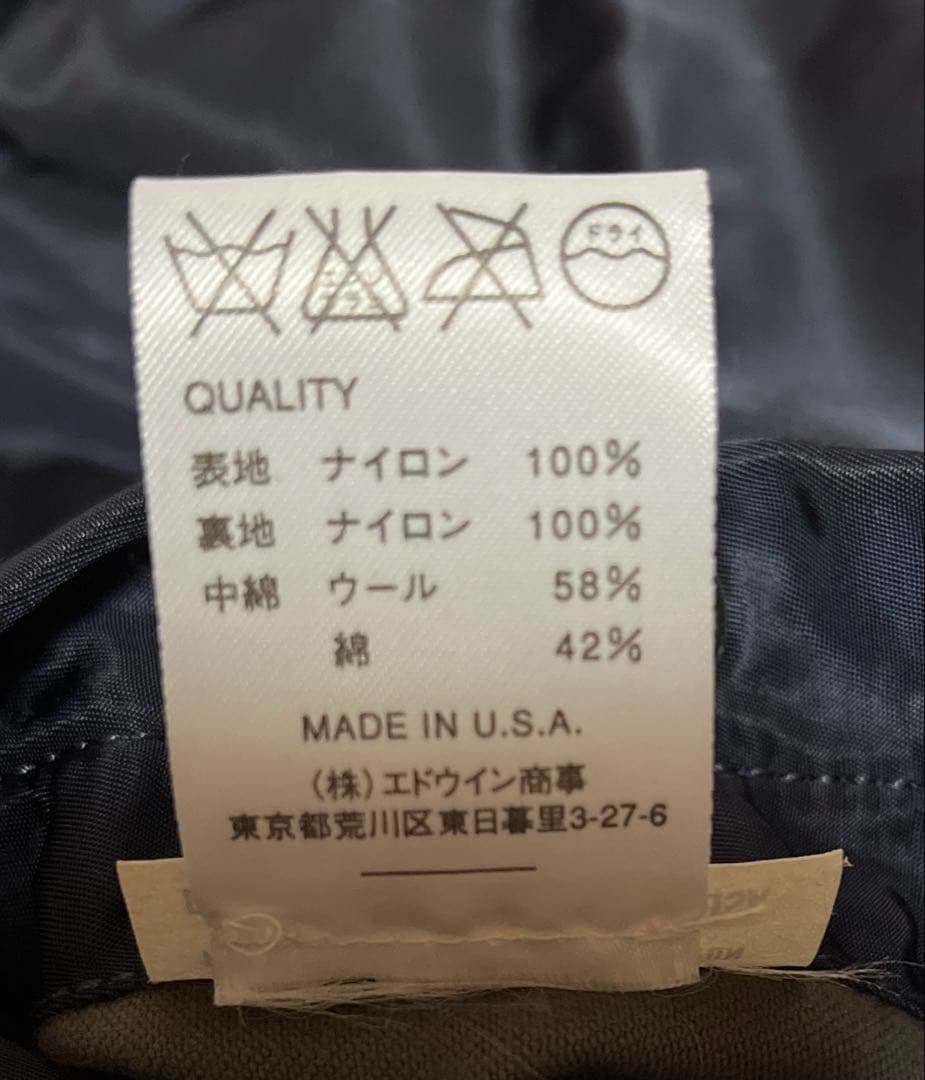 ドライ
QUALITY
表地 ナイロン 100%
裏地 ナイロン 100%
中綿 ウール 58%
綿 42%
MADE IN U.S.A.
(株)エドウイン商事
東京都荒川区東日暮里3-27-6